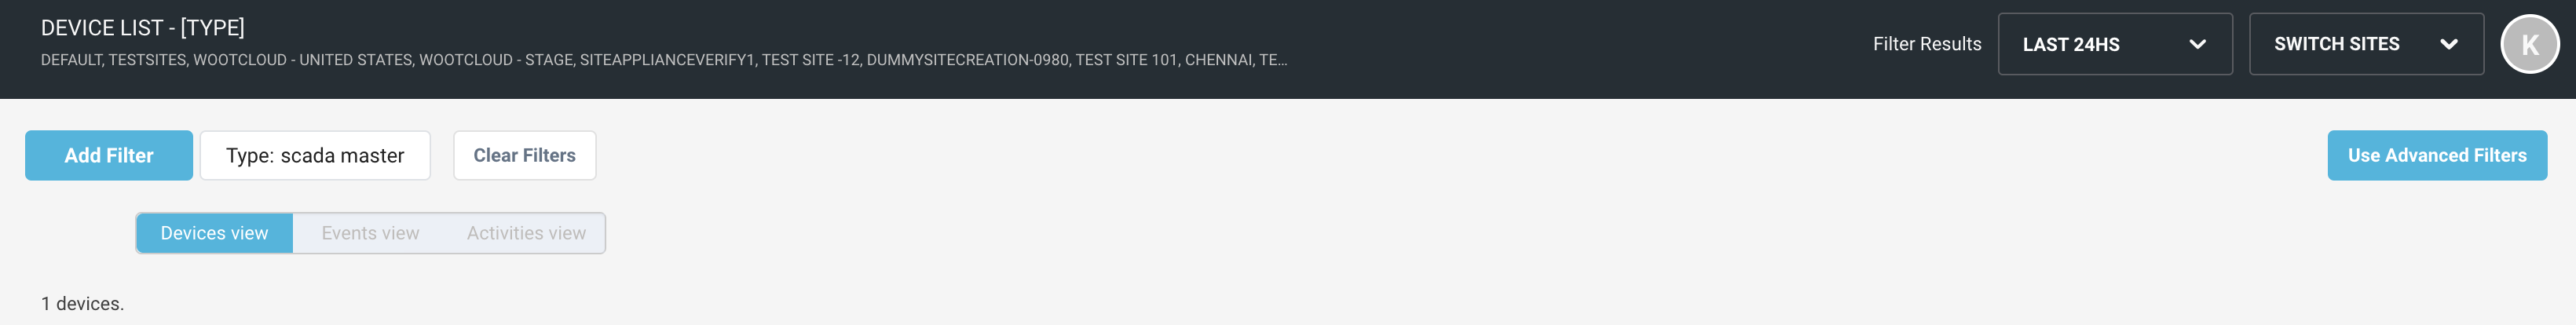 DEVICE LIST - [TYPE]
DEFAULT, TESTSITES, WOOTCLOUD - UNITED STATES, WOOTCLOUD - STAGE, SITEAPPLIANCEVERIFY1, TEST SITE -12, DUMMYSITECREATION-0980, TEST SITE 101, CHENNAI, TE...
Filter Results LAST 24HS SWITCH SITES K
Add Filter Type: scada master Clear Filters Use Advanced Filters
Devices view Events view Activities view
1 devices.